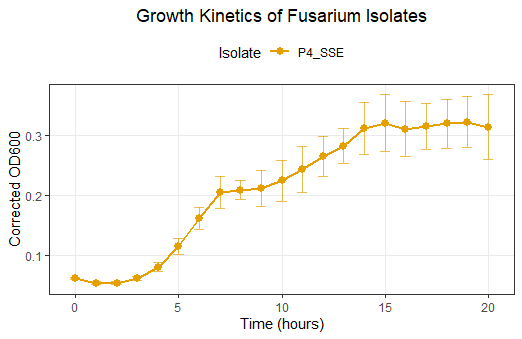 Growth Kinetics of Fusarium Isolates
Isolate P4_SSE
Corrected OD600
0.3
0.2
0.1
0 5 10 15 20
Time (hours)